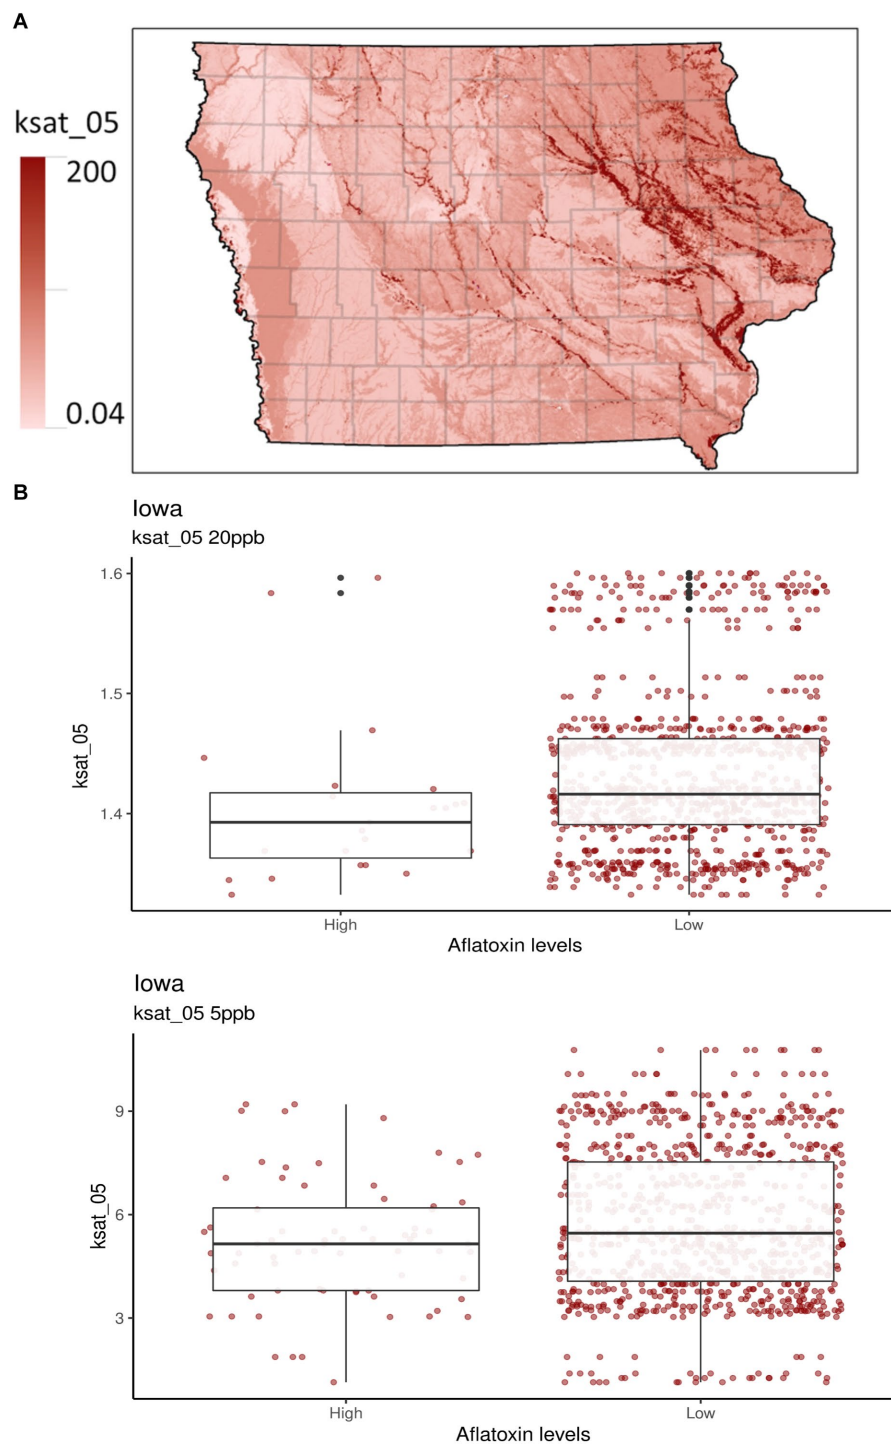 A
ksat_05
200
0.04
B
Iowa
ksat_05 20ppb
1.6
1.5
1.4
ksat_05
High
Low
Aflatoxin levels
Iowa
ksat_05 5ppb
9
6
3
ksat_05
High
Low
Aflatoxin levels